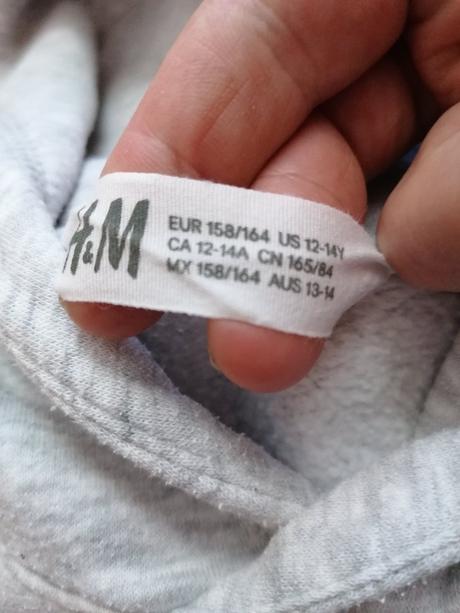 H&M
EUR 158/164 US 12-14Y
CA 12-14A CN 165/84
MX 158/164 AUS 13-14